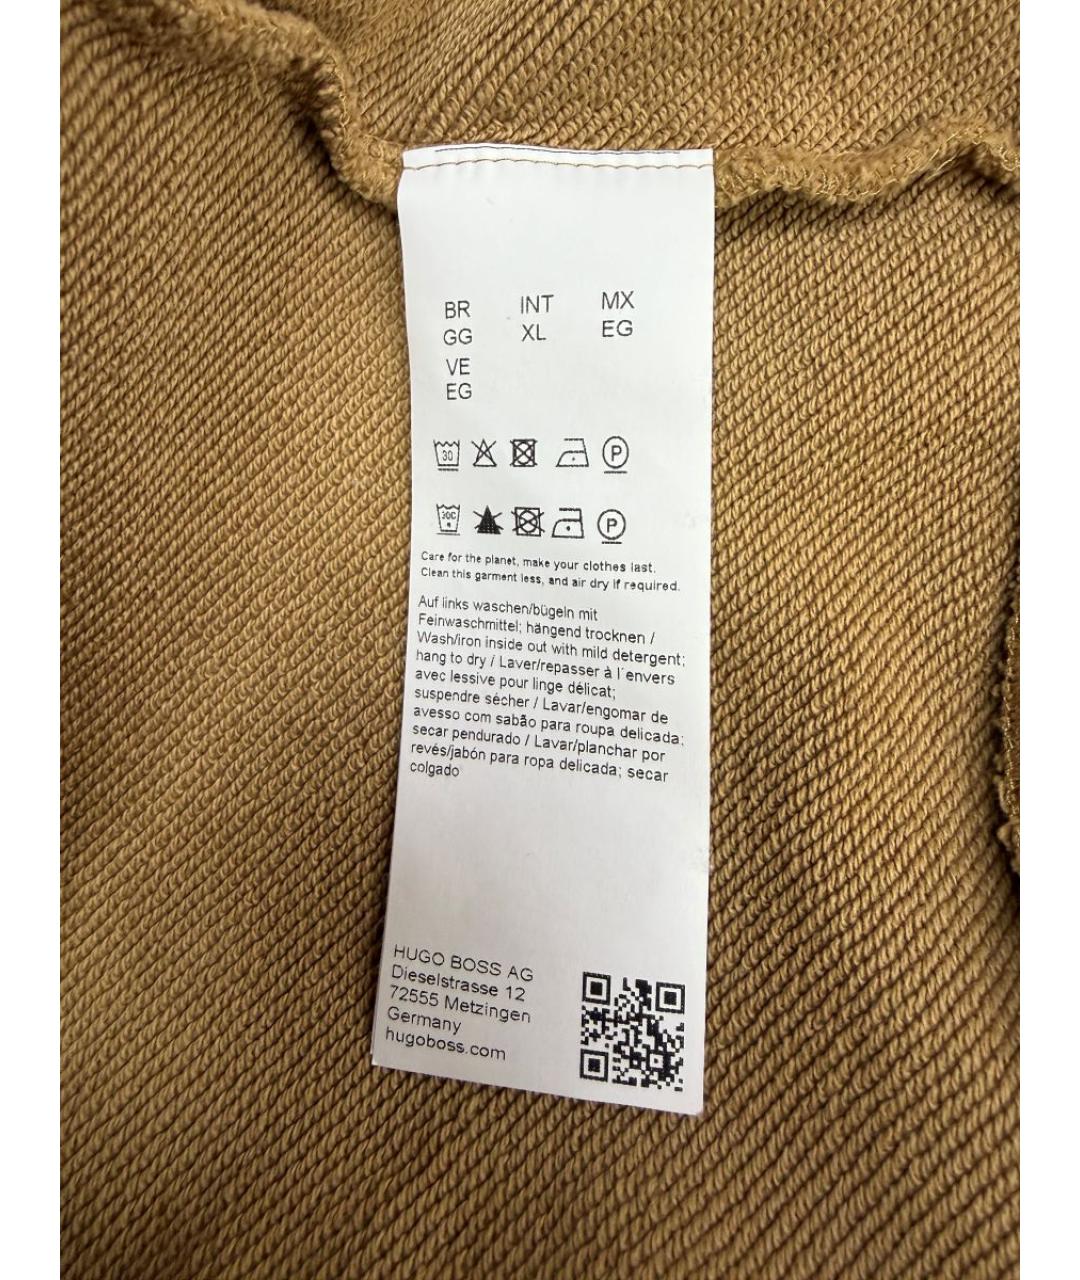 BR INT MX
GG XL EG
VE
EG
30 P
30C P
Care for the planet, make your clothes last.
Clean this garment less, and air dry if required.
Auf links waschen/bügeln mit
Feinwaschmittel; hängend trocknen /
Wash/iron inside out with mild detergent;
hang to dry / Laver/repasser à l´envers
avec lessive pour linge délicat;
suspendre sécher / Lavar/engomar de
avesso com sabão para roupa delicada;
secar pendurado / Lavar/planchar por
revés/jabón para ropa delicada; secar
colgado
HUGO BOSS AG
Dieselstrasse 12
72555 Metzingen
Germany
hugoboss.com